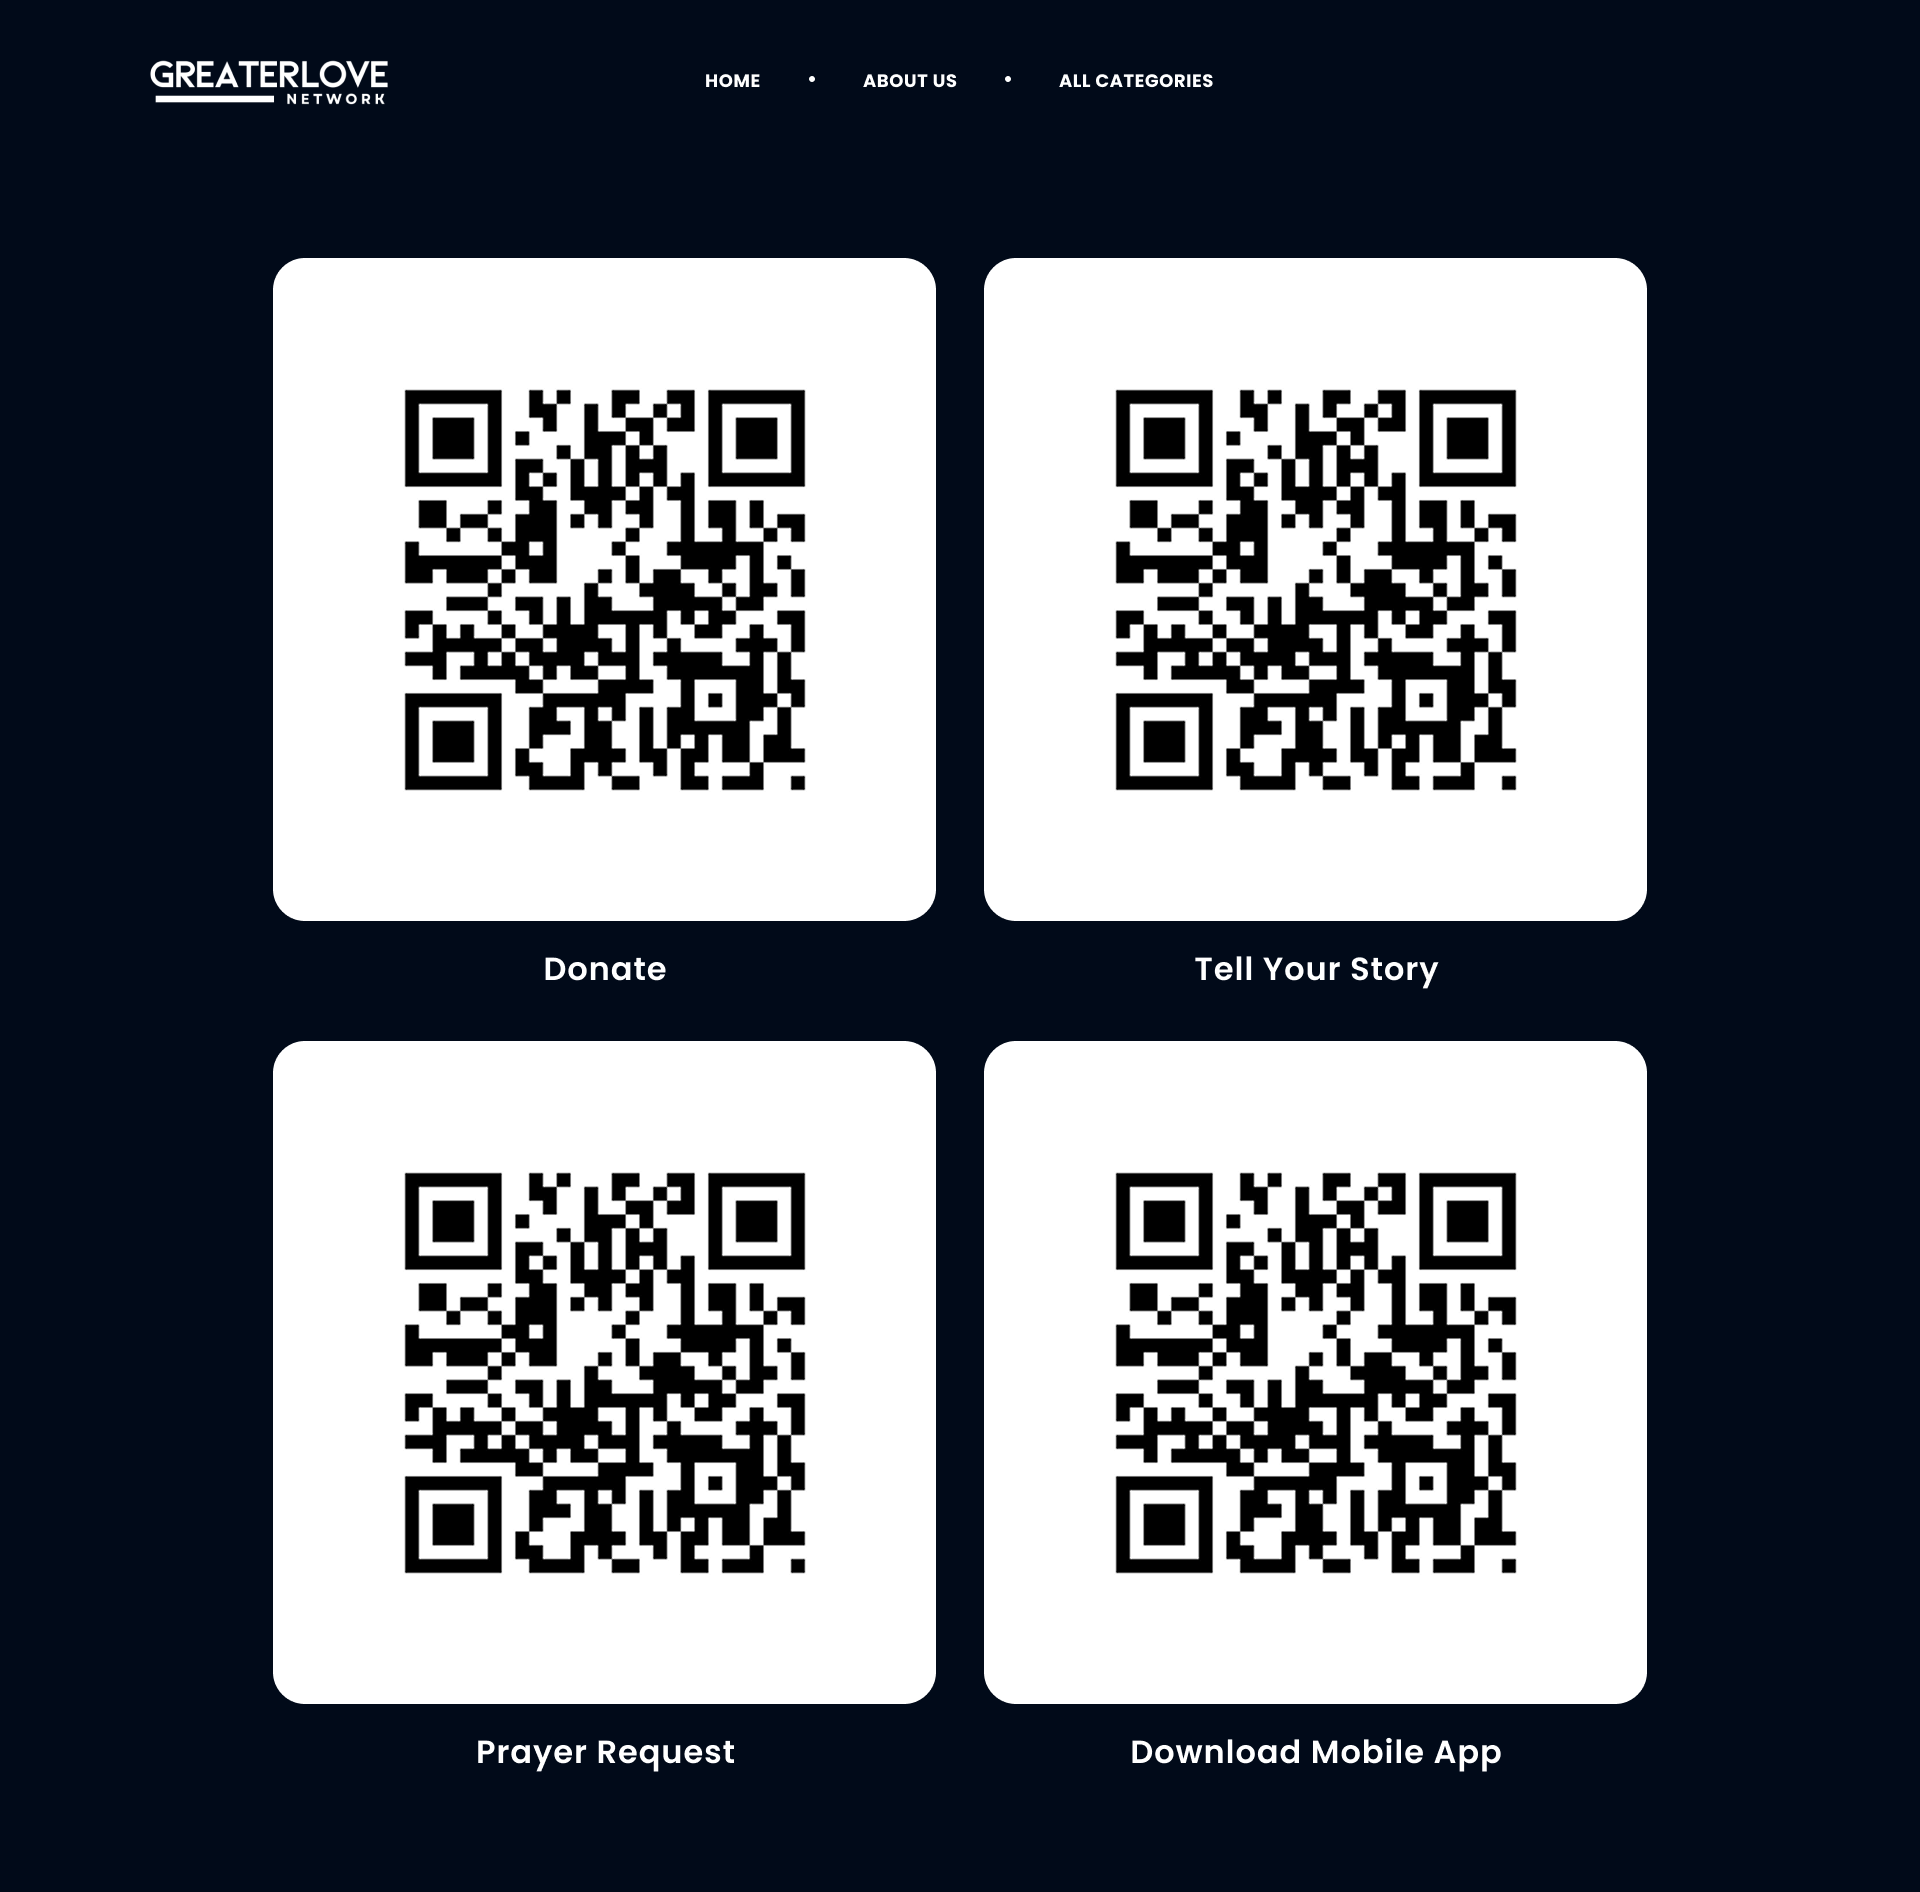 GREATERLOVE
NETWORK
HOME • ABOUT US • ALL CATEGORIES
Donate
Tell Your Story
Prayer Request
Download Mobile App